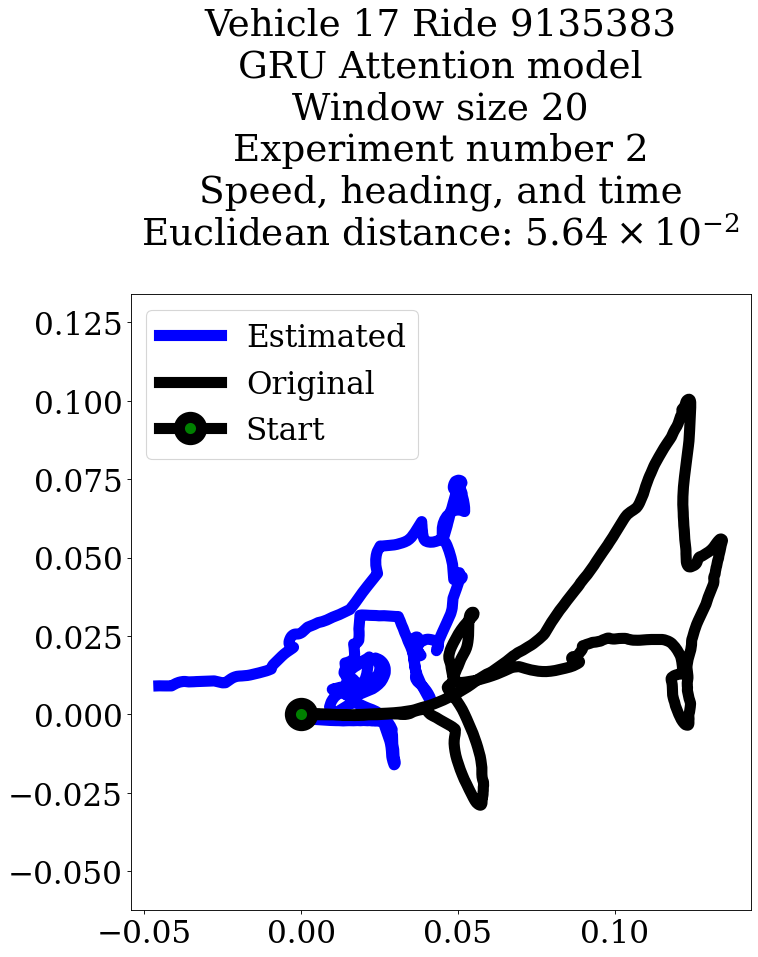 Vehicle 17 Ride 9135383
GRU Attention model
Window size 20
Experiment number 2
Speed, heading, and time
Euclidean distance: 5.64 × 10⁻²
0.125
0.100
0.075
0.050
0.025
0.000
−0.025
−0.050
Estimated
Original
Start
−0.05
0.00
0.05
0.10